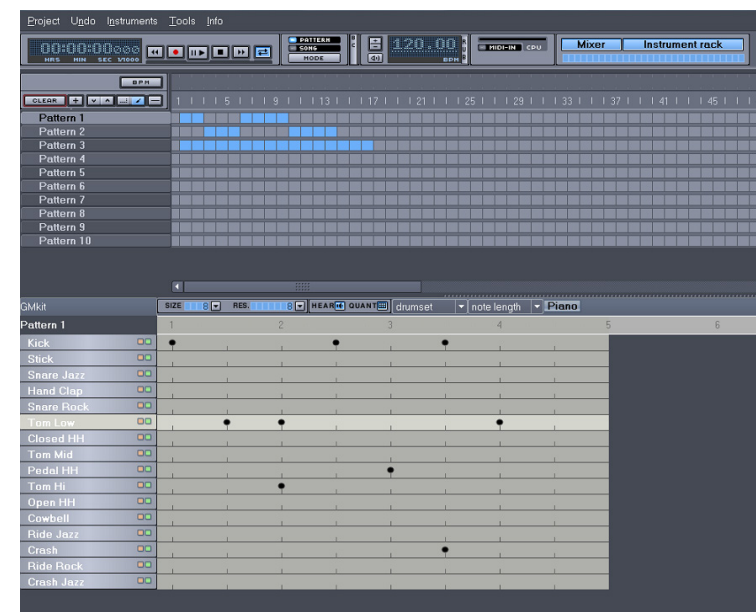 Project Undo Instruments Tools Info
00:00:00000 PATTERN SONG MODE 120.00 BPM MIDI-IN CPU Mixer Instrument rack
HRS MIN SEC 1/1000
BPM
CLEAR 1 5 9 13 17 21 25 29 33 37 41 45
Pattern 1
Pattern 2
Pattern 3
Pattern 4
Pattern 5
Pattern 6
Pattern 7
Pattern 8
Pattern 9
Pattern 10
GMkit SIZE 8 RES. 8 HEAR QUANT drumset note length Piano
Pattern 1 1 2 3 4 5 6
Kick
Stick
Snare Jazz
Hand Clap
Snare Rock
Tom Low
Closed HH
Tom Mid
Pedal HH
Tom Hi
Open HH
Cowbell
Ride Jazz
Crash
Ride Rock
Crash Jazz